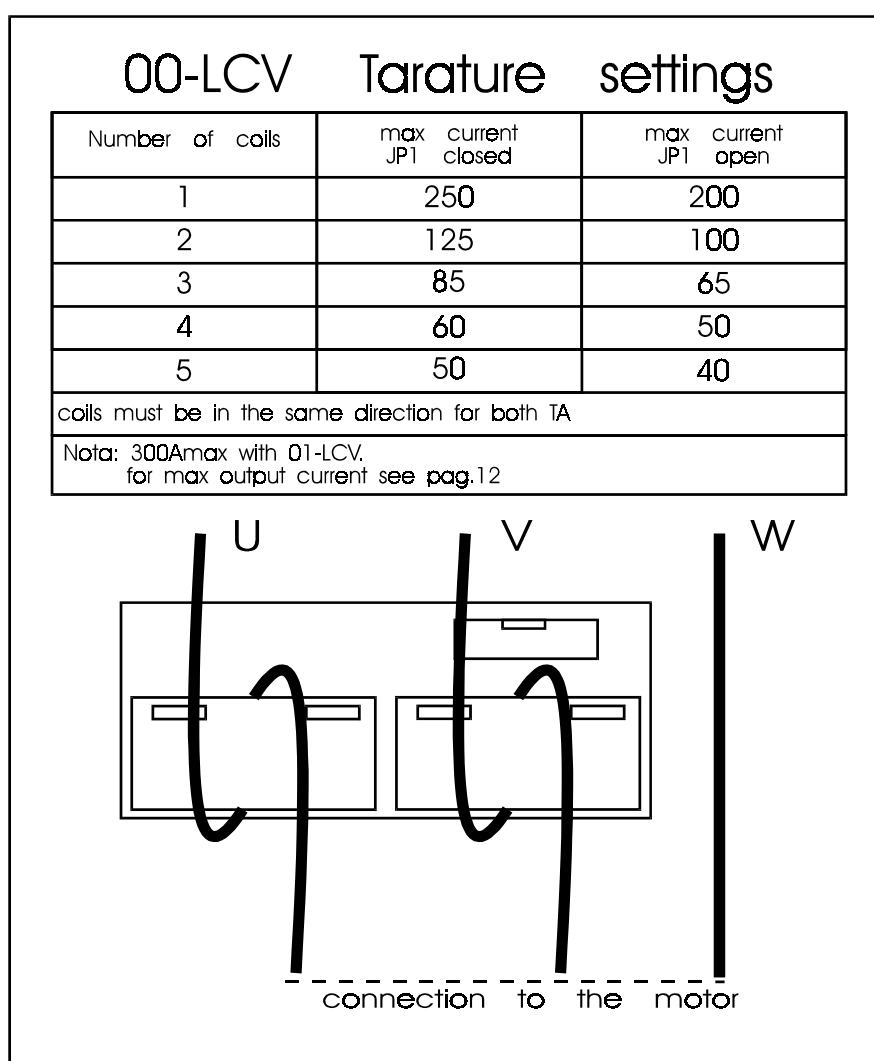 00-LCV Tarature settings
Number of coils max current JP1 closed max current JP1 open
1 250 200
2 125 100
3 85 65
4 60 50
5 50 40
coils must be in the same direction for both TA
Nota: 300Amax with 01-LCV.
for max output current see pag.12
U V W
connection to the motor